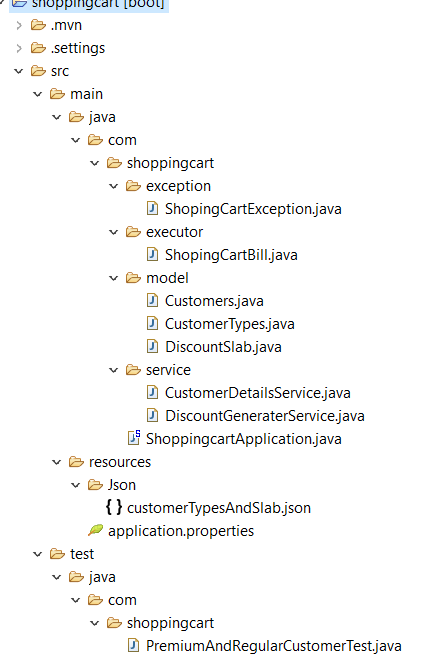 shoppingcart [boot]
.mvn
.settings
src
main
java
com
shoppingcart
exception
ShopingCartException.java
executor
ShopingCartBill.java
model
Customers.java
CustomerTypes.java
DiscountSlab.java
service
CustomerDetailsService.java
DiscountGeneraterService.java
ShoppingcartApplication.java
resources
Json
customerTypesAndSlab.json
application.properties
test
java
com
shoppingcart
PremiumAndRegularCustomerTest.java